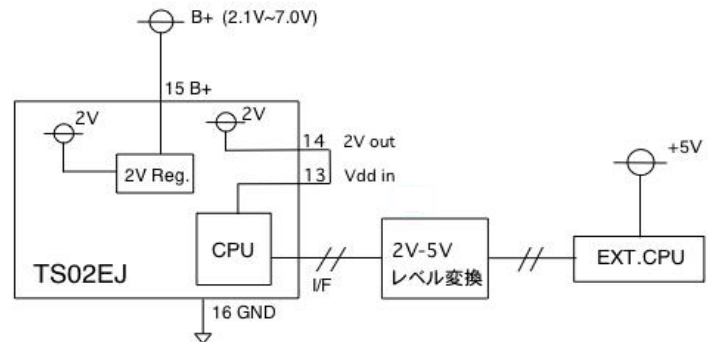 B+ (2.1V~7.0V)
15 B+
2V
2V
14 2V out
13 Vdd in
2V Reg.
+5V
CPU
2V-5V
レベル変換
EXT.CPU
TS02EJ
I/F
16 GND